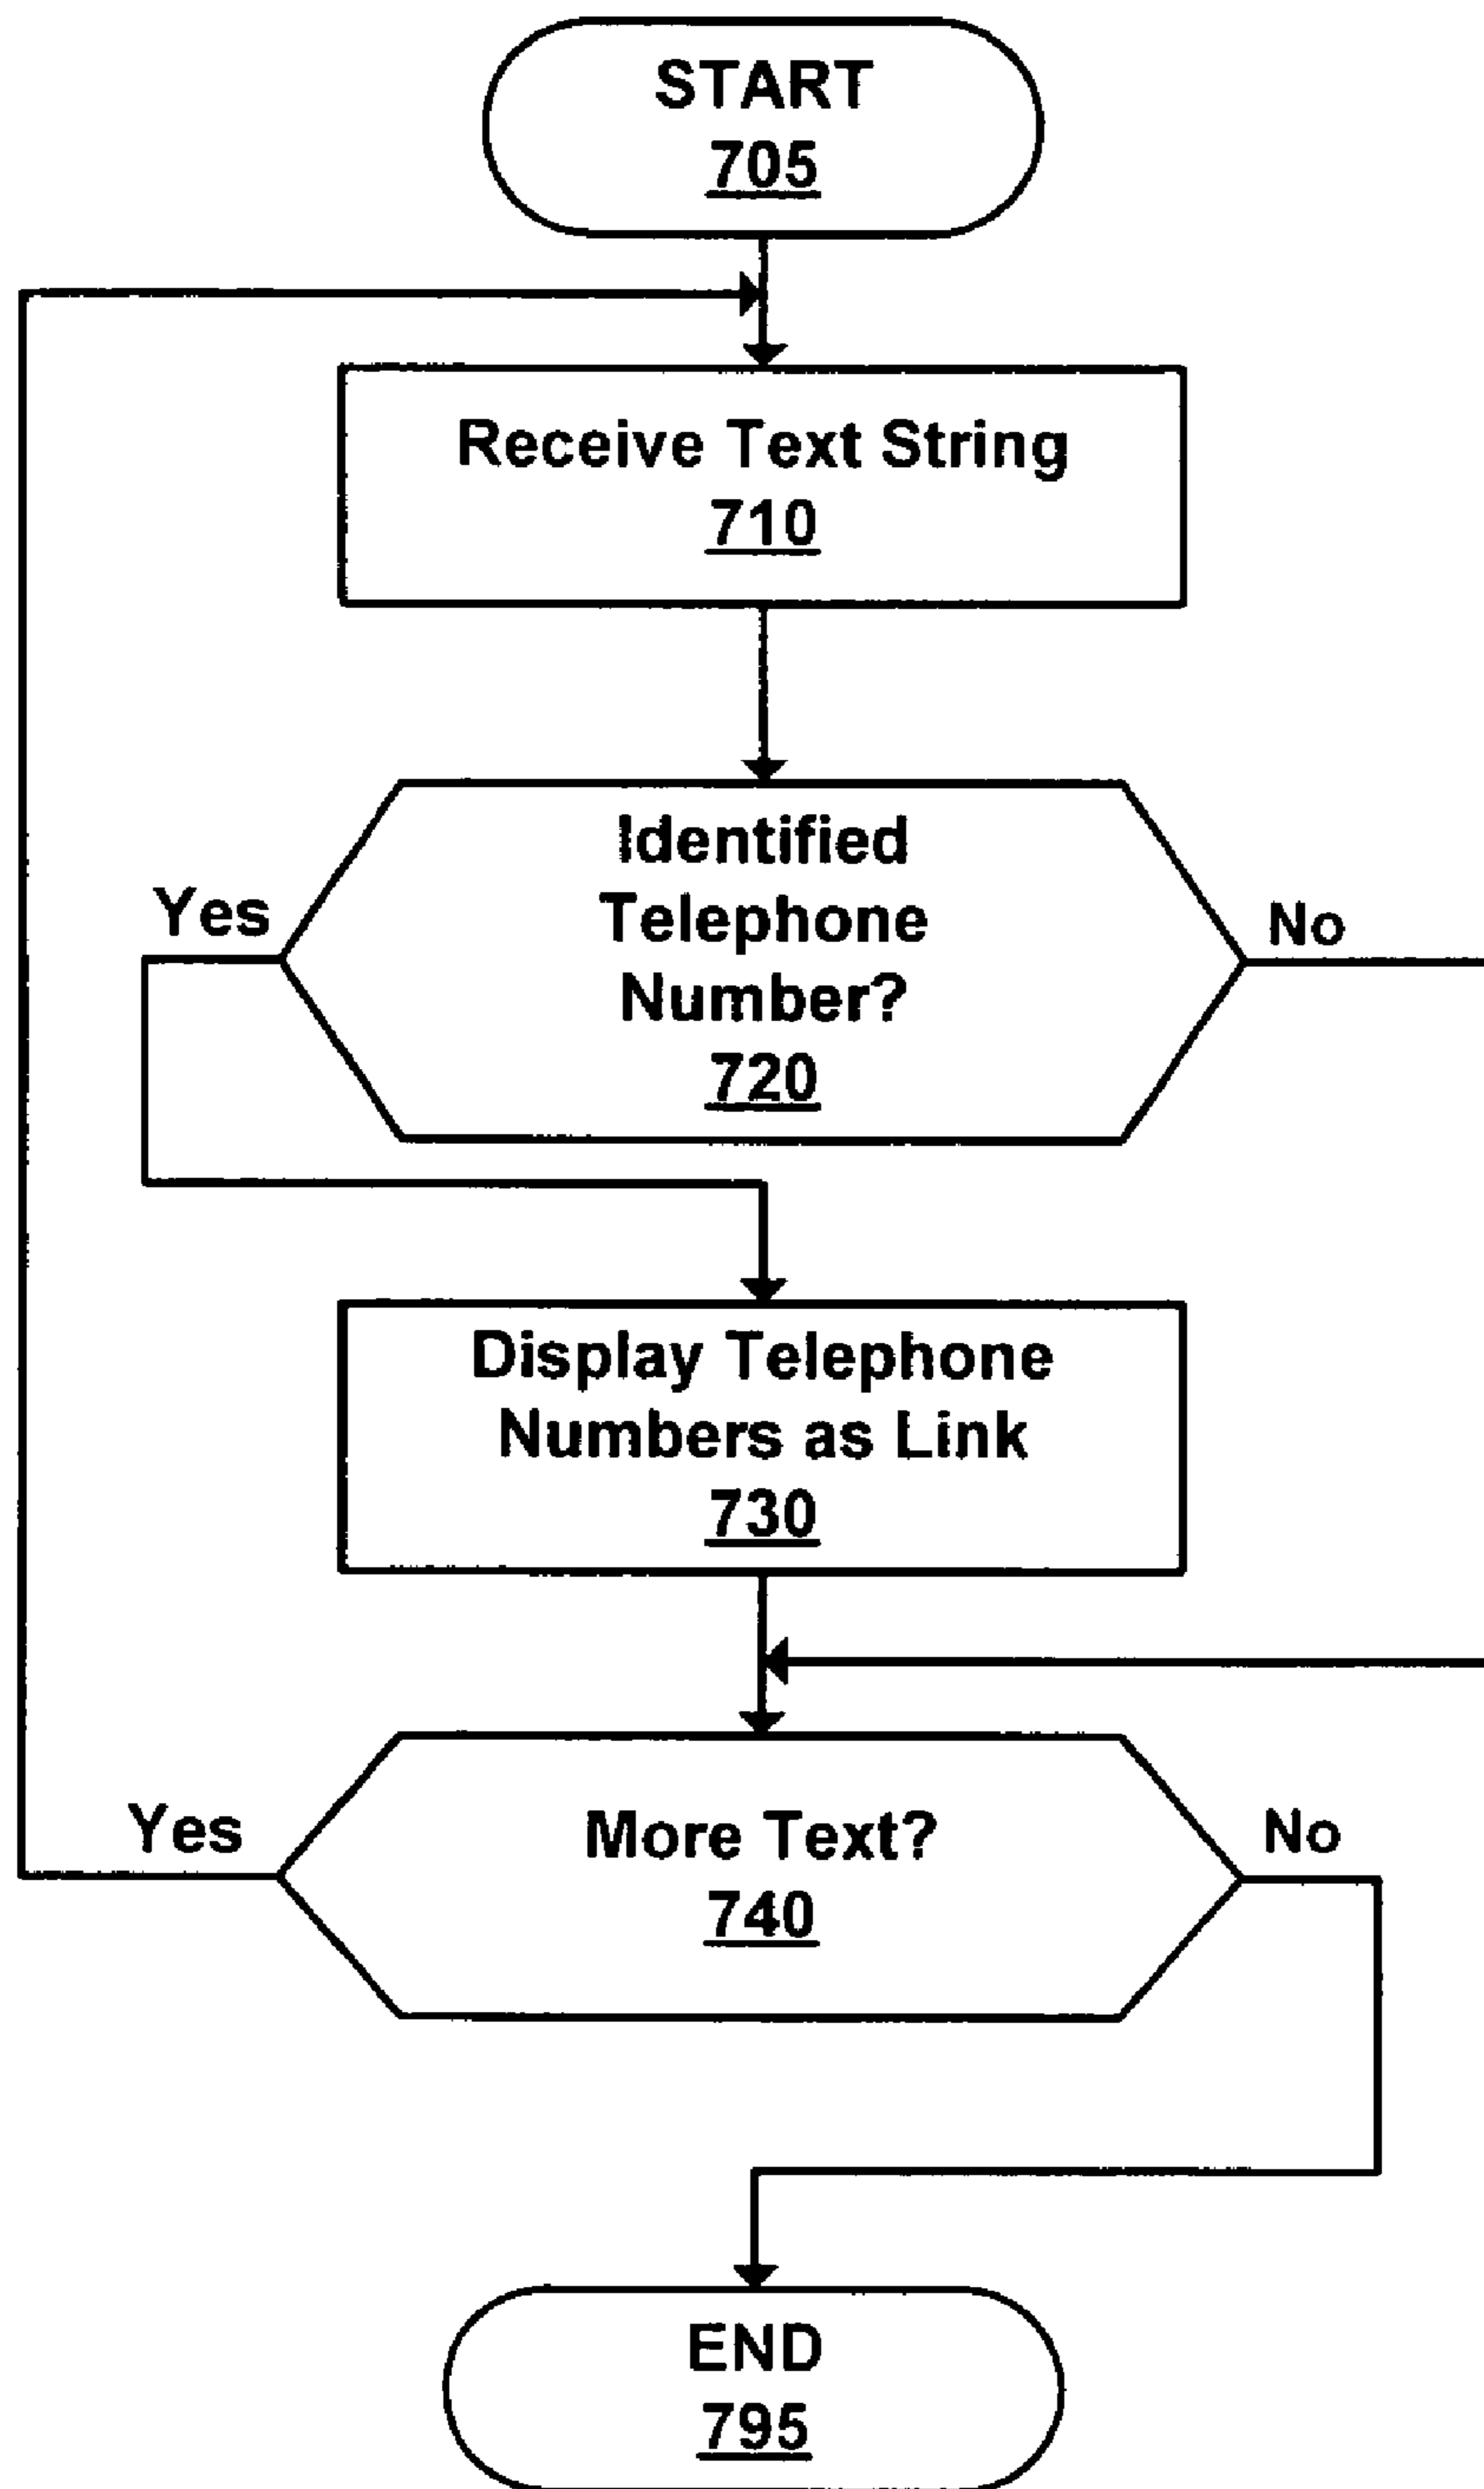 START
705
Receive Text String
710
Identified
Telephone
Number?
720
Yes
No
Display Telephone
Numbers as Link
730
More Text?
740
Yes
No
END
795